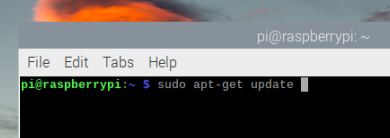 pi@raspberrypi: ~
File Edit Tabs Help
pi@raspberrypi:~ $ sudo apt-get update